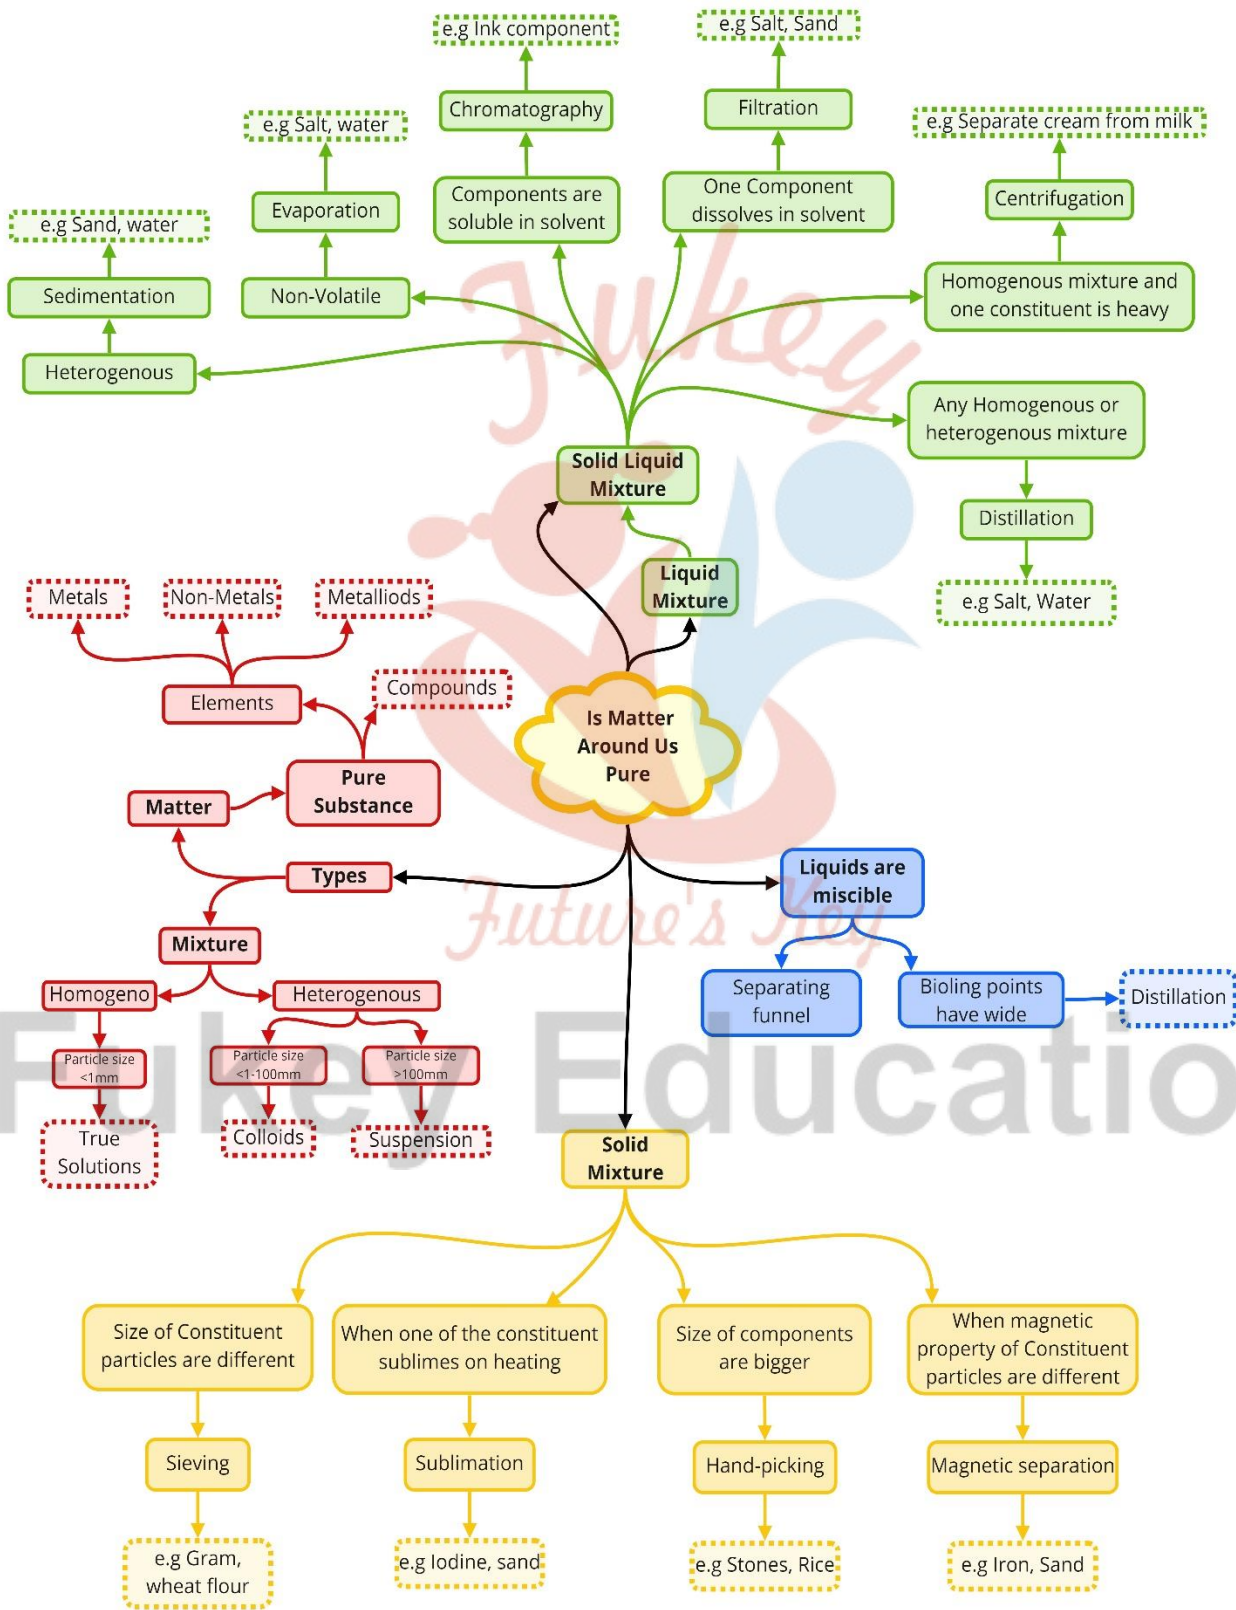 e.g Ink component
e.g Salt, Sand
Chromatography
Filtration
e.g Salt, water
e.g Separate cream from milk
Components are
soluble in solvent
One Component
dissolves in solvent
Evaporation
Centrifugation
e.g Sand, water
Sedimentation
Non-Volatile
Homogenous mixture and
one constituent is heavy
Heterogenous
Any Homogenous or
heterogenous mixture
Solid Liquid
Mixture
Distillation
Liquid
Mixture
e.g Salt, Water
Metals
Non-Metals
Metalliods
Elements
Compounds
Is Matter
Around Us
Pure
Pure
Substance
Matter
Types
Liquids are
miscible
Mixture
Separating
funnel
Bioling points
have wide
Distillation
Homogeno
Heterogenous
Particle size
<1mm
Particle size
<1-100mm
Particle size
>100mm
True
Solutions
Colloids
Suspension
Solid
Mixture
Size of Constituent
particles are different
When one of the constituent
sublimes on heating
Size of components
are bigger
When magnetic
property of Constituent
particles are different
Sieving
Sublimation
Hand-picking
Magnetic separation
e.g Gram,
wheat flour
e.g Iodine, sand
e.g Stones, Rice
e.g Iron, Sand
Fukey
Future's Key
Fukey Educatio